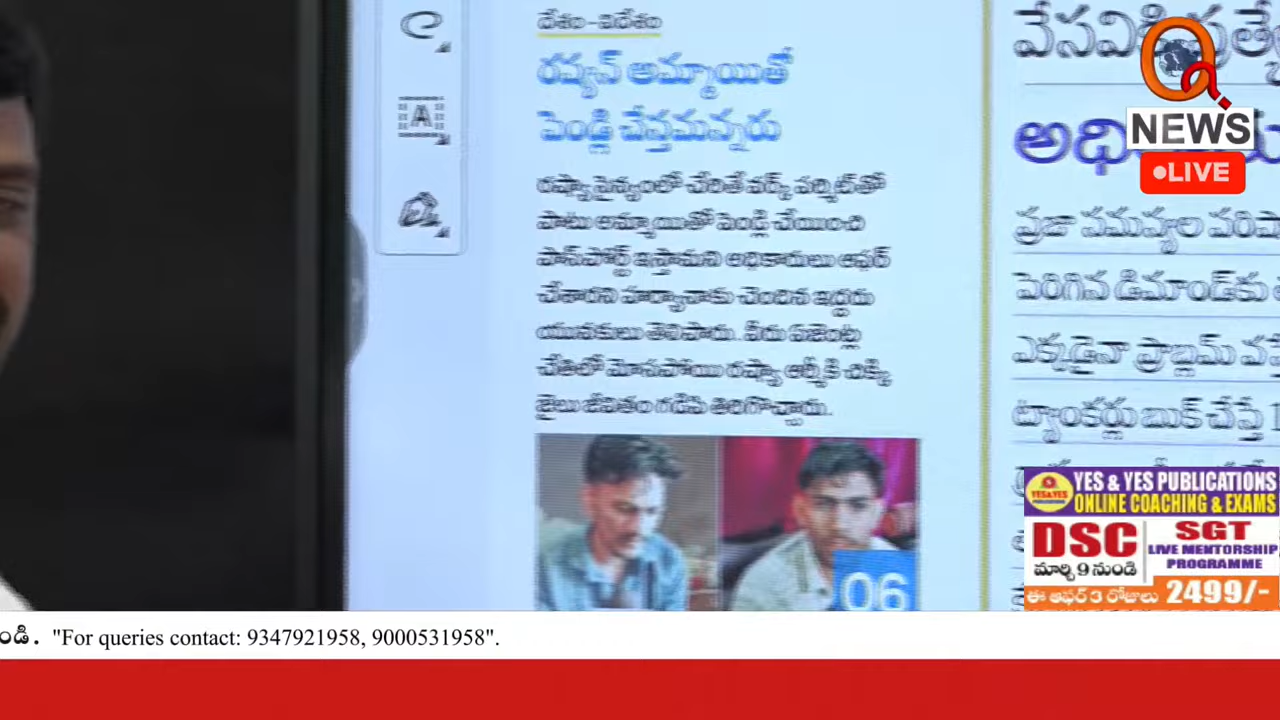 దేశం-విదేశం
రష్యన్ అమ్మాయితో
పెండ్లి చేస్తమన్నరు
రష్యా సైన్యంలో చేరితే వర్క్ పర్మిట్‌తో
పాటు అమ్మాయితో పెండ్లి చేయించి
పాస్‌పోర్ట్ ఇస్తామని అధికారులు ఆఫర్
చేశారని హర్యానాకు చెందిన ఇద్దరు
యువకులు తెలిపారు. వీరు ఏజెంట్ల
చేతిలో మోసపోయి రష్యా ఆర్మీకి చిక్కి
జైలు జీవితం గడిపి తిరిగొచ్చారు.
06
ప్రజా సమస్యల
పెరిగిన డిమాండ్‌కు
ఎక్కడైనా ప్రాబ్లమ్
ట్యాంకర్లు బుక్ చేస్తే
Q
NEWS
LIVE
YES & YES PUBLICATIONS
ONLINE COACHING & EXAMS
DSC
మార్చి 9 నుండి
SGT
LIVE MENTORSHIP
PROGRAMME
ఈ ఆఫర్ 3 రోజులు 2499/-
ండి. "For queries contact: 9347921958, 9000531958".